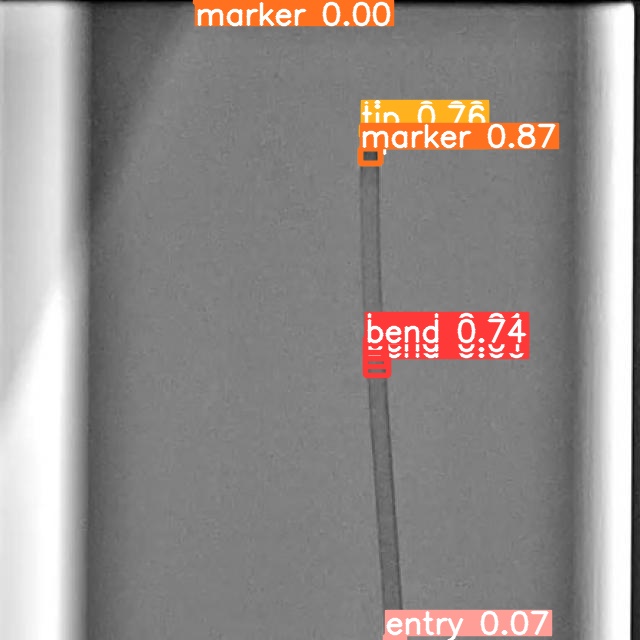 marker 0.00
tip 0.76
marker 0.87
bend 0.74
entry 0.07